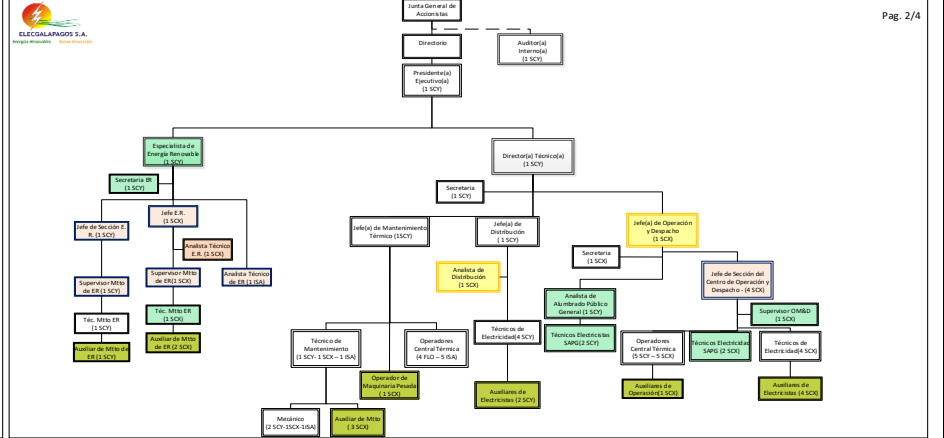 ELECGALAPAGOS S.A.
Energías Renovables
Pag. 2/4
Junta General de
Accionistas
Directorio
Auditor(a)
Interno(a)
(1 SCY)
Presidente(a)
Ejecutivo(a)
(1 SCY)
Especialista de
Energía Renovable
(1 SCY)
Director(a) Técnico(a)
(1 SCY)
Secretaria ER
(1 SCY)
Secretaria
(1 SCY)
Jefe de Sección E.
R. (1 SCY)
Jefe E.R.
(1 SCX)
Analista Técnico
E.R. (1 SCX)
Jefe(a) de Mantenimiento
Térmico (1SCY)
Jefe(a) de
Distribución
( 1 SCY)
Jefe(a) de Operación
y Despacho
(1 SCX)
Secretaria
(1 SCX)
Supervisor Mtto
de ER (1 SCY)
Supervisor Mtto
de ER(1 SCX)
Analista Técnico
de ER (1 ISA)
Analista de
Distribución
(1 SCX)
Jefe de Sección del
Centro de Operación y
Despacho - (4 SCX)
Analista de
Alumbrado Público
General (1 SCY)
Téc. Mtto ER
(1 SCY)
Téc. Mtto ER
(1 SCX)
Supervisor OM&D
(1 SCX)
Auxiliar de Mtto de
ER (1 SCY)
Auxiliar de Mtto
de ER (2 SCX)
Técnico de
Mantenimiento
(1 SCY- 1 SCX – 1 ISA)
Operadores
Central Térmica
(4 FLO – 5 ISA)
Técnicos de
Electricidad(4 SCY)
Técnicos Electricistas
SAPG(2 SCY)
Operadores
Central Térmica
(5 SCY – 5 SCX)
Técnicos Electricidad
SAPG (2 SCX)
Técnicos de
Electricidad(4 SCX)
Operador de
Maquinaria Pesada
( 1 SCX)
Auxiliares de
Electricistas (2 SCY)
Auxiliares de
Operación(1 SCX)
Auxiliares de
Electricistas (4 SCX)
Mecánico
(2 SCY-1SCX-1ISA)
Auxiliar de Mtto
( 3 SCX)